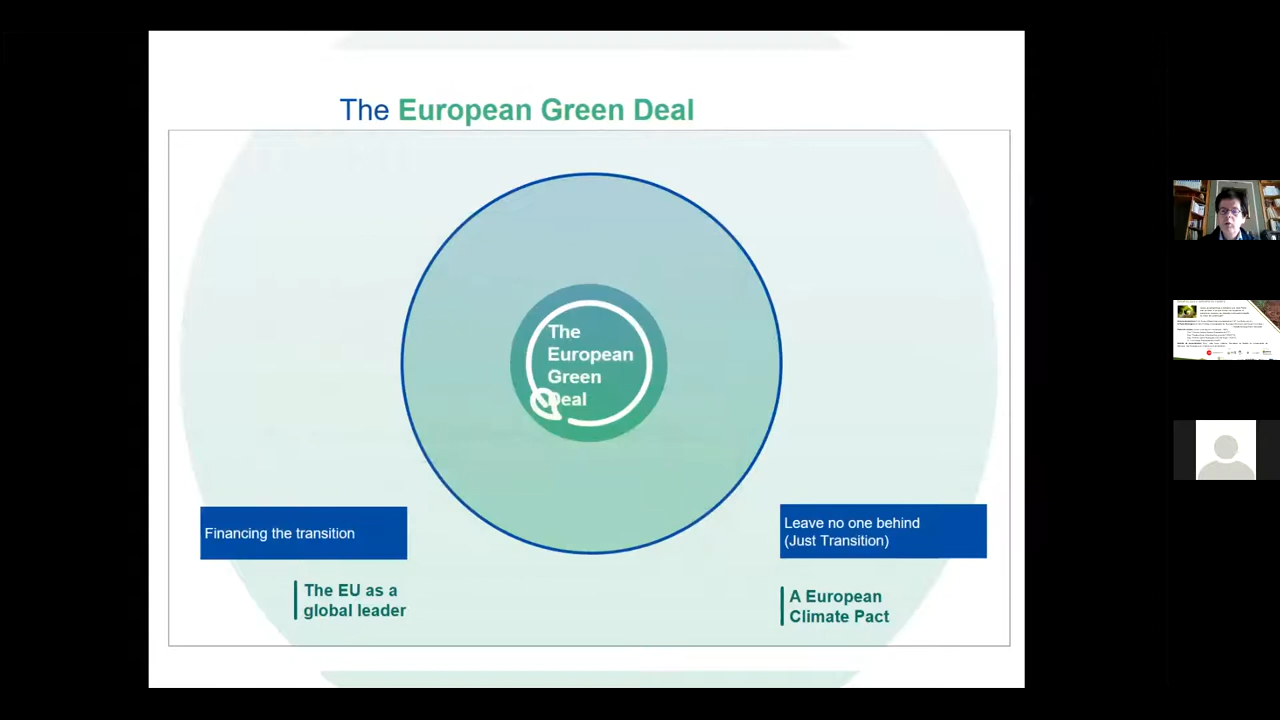 The European Green Deal
The
European
Green
Deal
Financing the transition
Leave no one behind
(Just Transition)
The EU as a
global leader
A European
Climate Pact